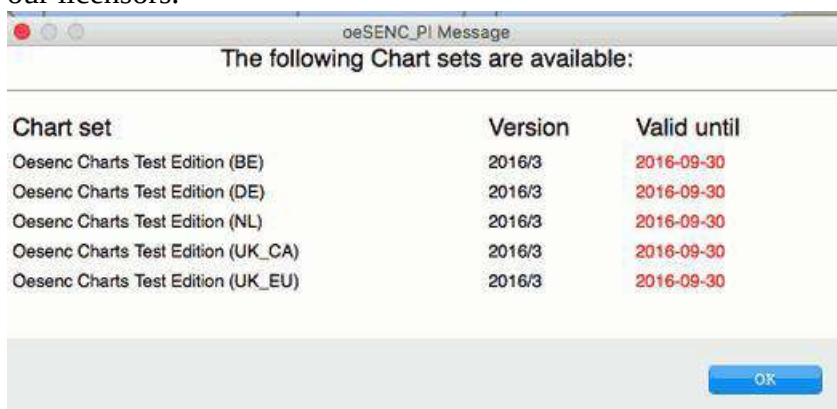 our licensors.
oeSENC_PI Message
The following Chart sets are available:
Chart set Version Valid until
Oesenc Charts Test Edition (BE) 2016/3 2016-09-30
Oesenc Charts Test Edition (DE) 2016/3 2016-09-30
Oesenc Charts Test Edition (NL) 2016/3 2016-09-30
Oesenc Charts Test Edition (UK_CA) 2016/3 2016-09-30
Oesenc Charts Test Edition (UK_EU) 2016/3 2016-09-30
OK